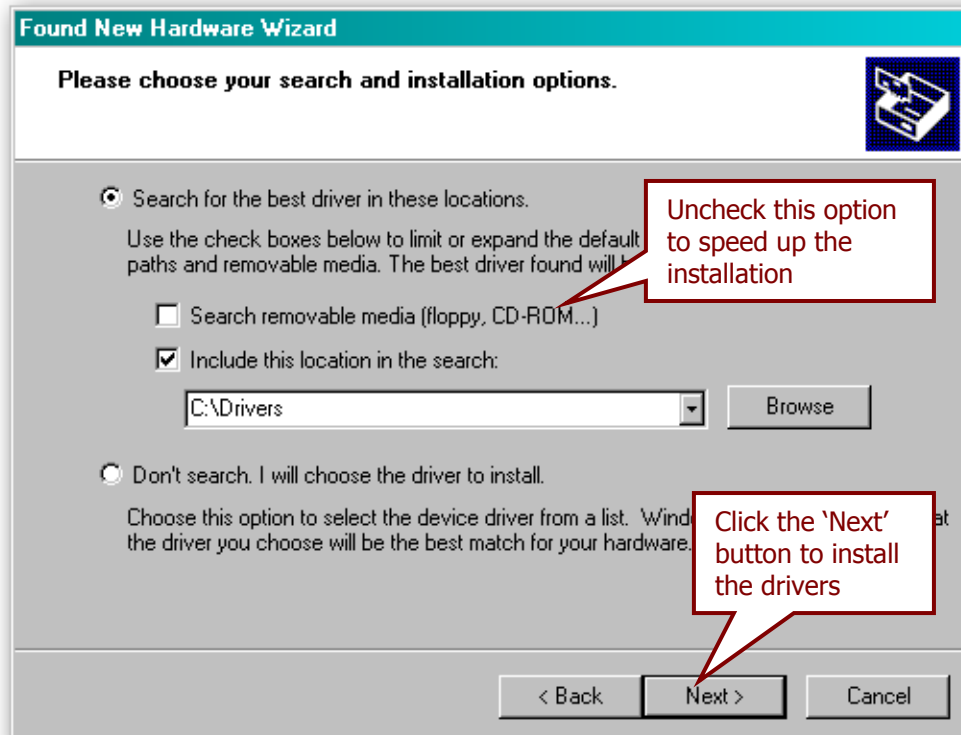 Found New Hardware Wizard
Please choose your search and installation options.
Search for the best driver in these locations.
Uncheck this option
to speed up the
installation
Use the check boxes below to limit or expand the default
paths and removable media. The best driver found will
Search removable media (floppy, CD-ROM...)
Include this location in the search:
C:\Drivers
Browse
Don't search. I will choose the driver to install.
Choose this option to select the device driver from a list.
the driver you choose will be the best match for your hardware.
Click the ‘Next’
button to install
the drivers
< Back
Next >
Cancel